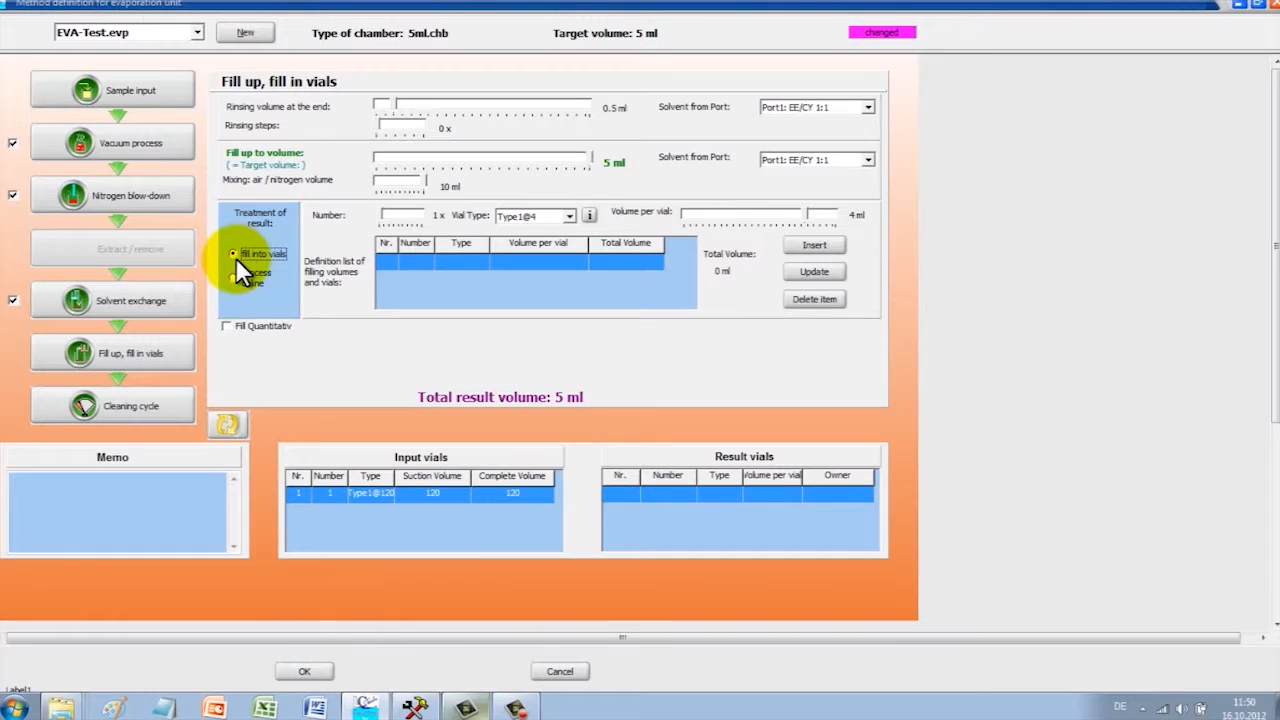 Method definition for evaporation unit
EVA-Test.evp
New
Type of chamber: 5ml.chb
Target volume: 5 ml
changed
Sample input
Vacuum process
Nitrogen blow-down
Extract / remove
Solvent exchange
Fill up, fill in vials
Cleaning cycle
Fill up, fill in vials
Rinsing volume at the end:
0.5 ml
Solvent from Port:
Port1: EE/CY 1:1
Rinsing steps:
0 x
Fill up to volume:
( = Target volume: )
5 ml
Solvent from Port:
Port1: EE/CY 1:1
Mixing: air / nitrogen volume
10 ml
Treatment of
result:
fill into vials
Number:
1 x
Vial Type:
Type1@4
Volume per vial:
4 ml
Definition list of
filling volumes
and vials:
Nr. Number Type Volume per vial Total Volume
Total Volume:
0 ml
Insert
Update
Delete item
Fill Quantitativ
Total result volume: 5 ml
Memo
Input vials
Nr. Number Type Suction Volume Complete Volume
1 1 Type1@120 120 120
Result vials
Nr. Number Type Volume per vial Owner
OK
Cancel
Label1
DE
11:50
16.10.2012